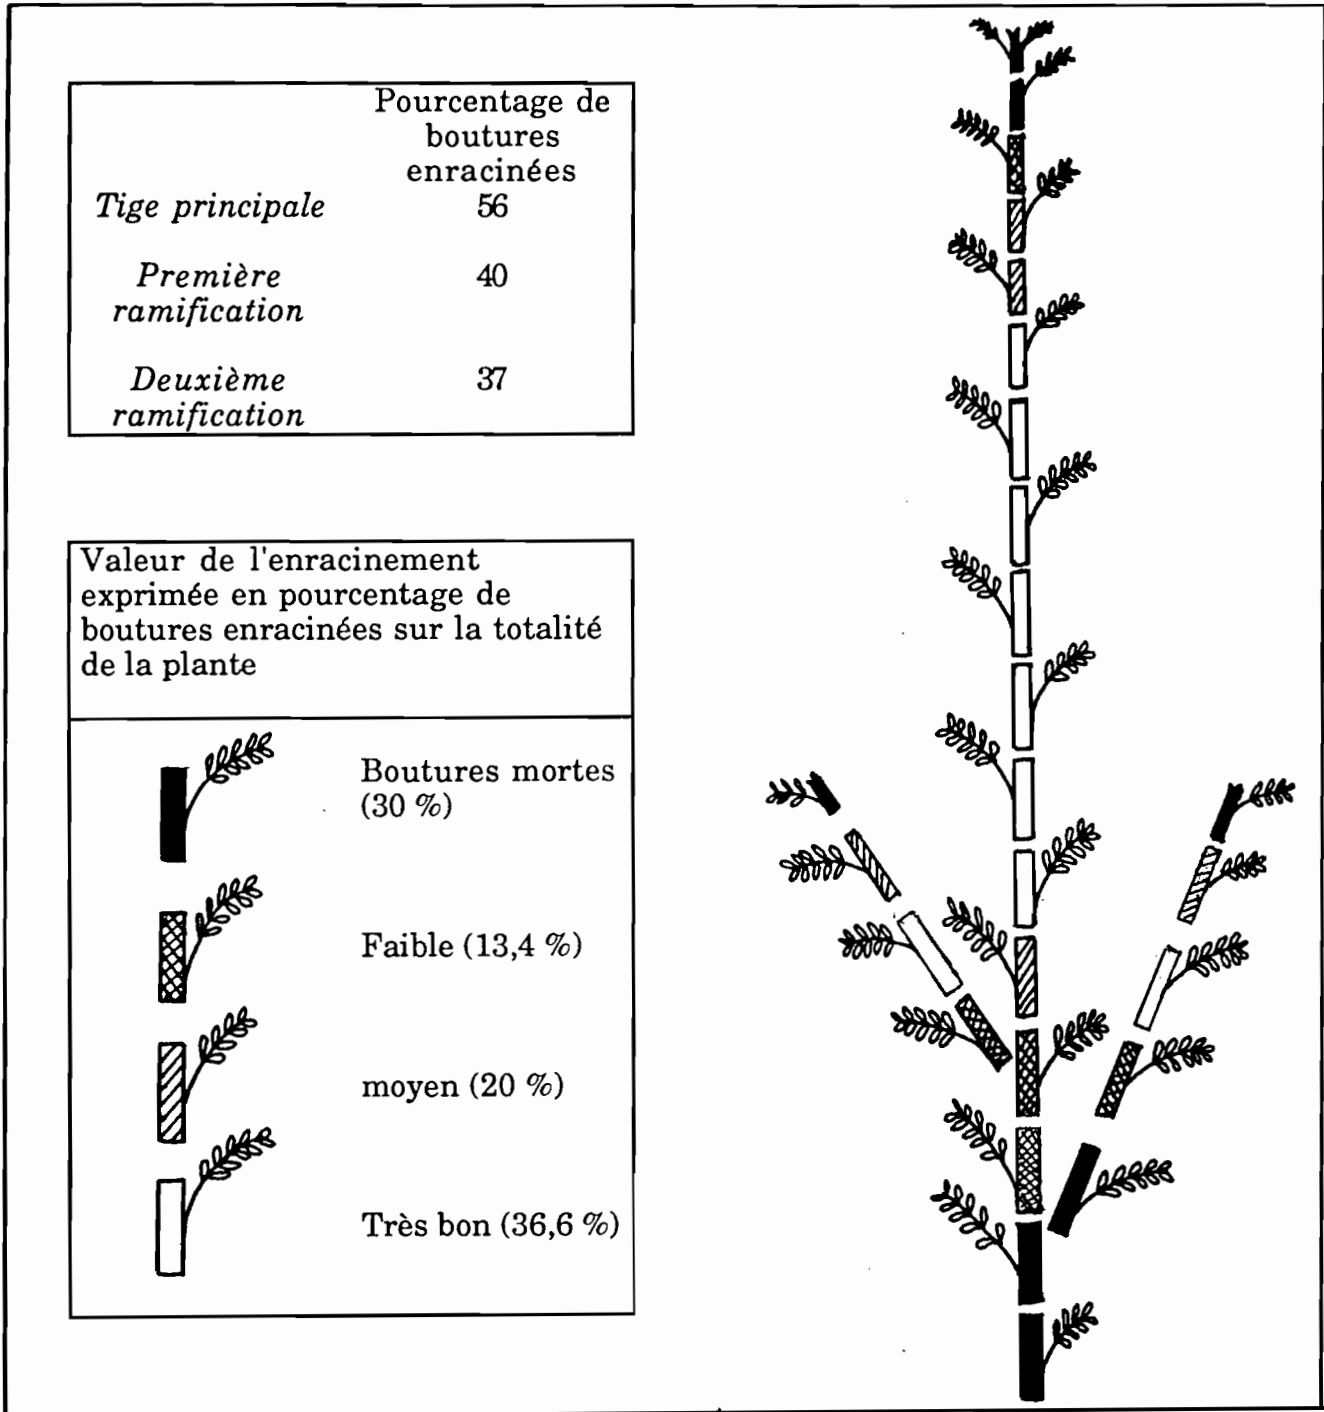 Pourcentage de
boutures
enracinées
Tige principale 56
Première 40
ramification
Deuxième 37
ramification
Valeur de l'enracinement
exprimée en pourcentage de
boutures enracinées sur la totalité
de la plante
Boutures mortes
(30 %)
Faible (13,4 %)
moyen (20 %)
Très bon (36,6 %)